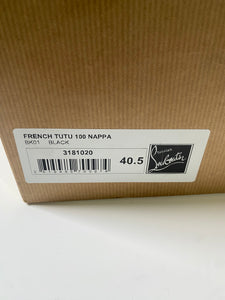 FRENCH TUTU 100 NAPPA
BK01 BLACK
3181020
40.5
Christian
Louboutin